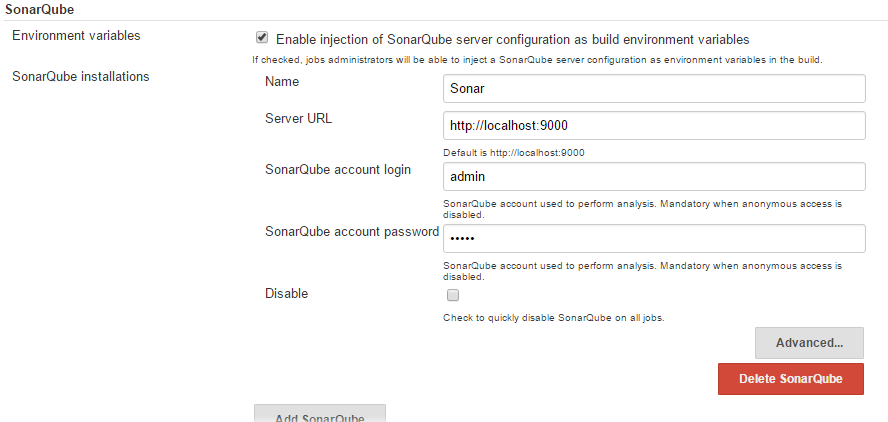 SonarQube
Environment variables
Enable injection of SonarQube server configuration as build environment variables
If checked, jobs administrators will be able to inject a SonarQube server configuration as environment variables in the build.
SonarQube installations
Name
Sonar
Server URL
http://localhost:9000
Default is http://localhost:9000
SonarQube account login
admin
SonarQube account used to perform analysis. Mandatory when anonymous access is
disabled.
SonarQube account password
•••••
SonarQube account used to perform analysis. Mandatory when anonymous access is
disabled.
Disable
Check to quickly disable SonarQube on all jobs.
Advanced...
Delete SonarQube
Add SonarQube